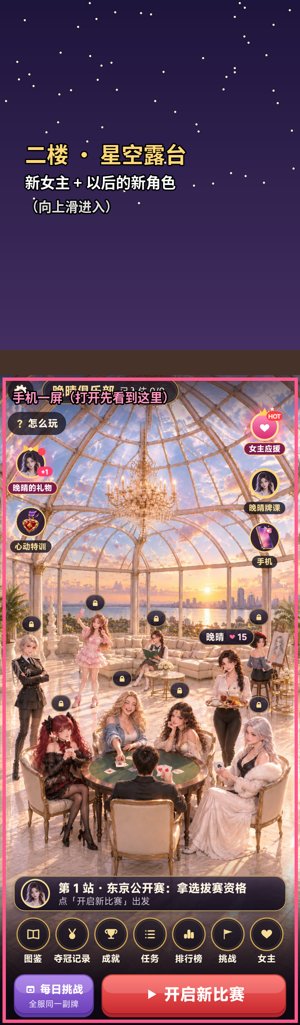 二楼 · 星空露台
新女主 + 以后的新角色
（向上滑进入）
手机一屏（打开先看到这里）
? 怎么玩
HOT
女主应援
+1
晚晴的礼物
晚晴牌课
心动特训
手机
晚晴 15
第 1 站 · 东京公开赛：拿选拔赛资格
点「开启新比赛」出发
图鉴
夺冠记录
成就
任务
排行榜
挑战
女主
每日挑战
全服同一副牌
开启新比赛